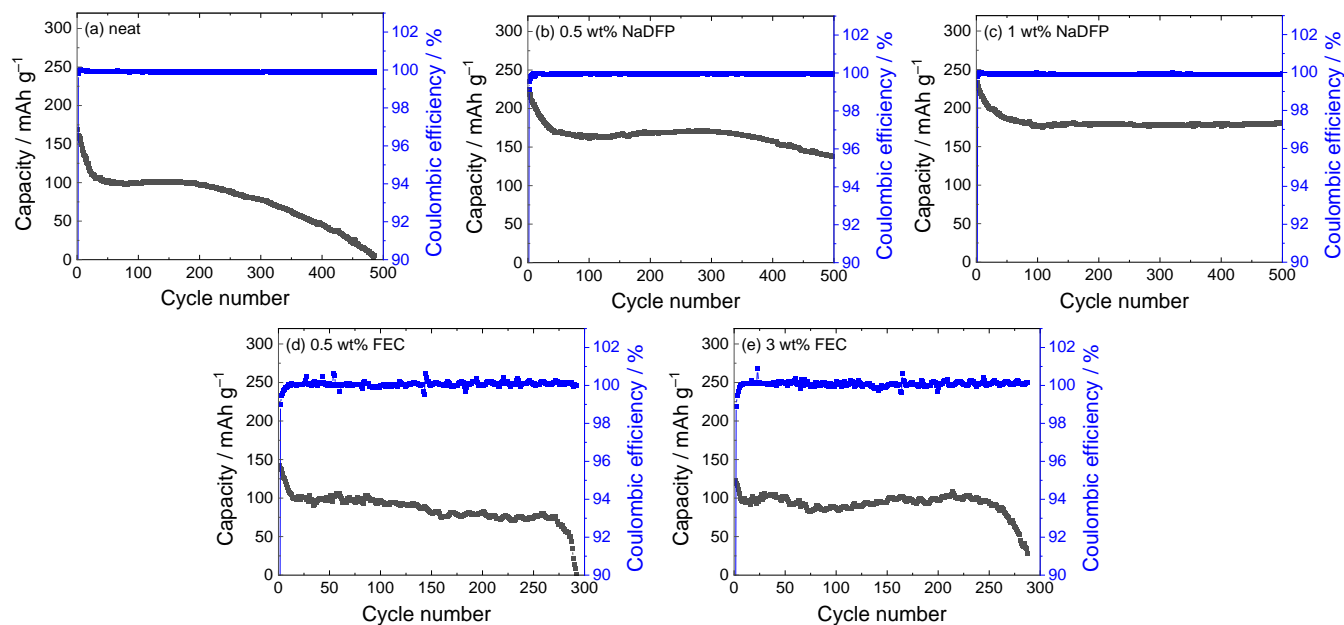 (a) neat
Capacity / mAh g⁻¹
300
250
200
150
100
50
0
0 100 200 300 400 500
Cycle number
102
100
98
96
94
92
90
Coulombic efficiency / %
(b) 0.5 wt% NaDFP
Capacity / mAh g⁻¹
300
250
200
150
100
50
0
0 100 200 300 400 500
Cycle number
102
100
98
96
94
92
90
Coulombic efficiency / %
(c) 1 wt% NaDFP
Capacity / mAh g⁻¹
300
250
200
150
100
50
0
0 100 200 300 400 500
Cycle number
102
100
98
96
94
92
90
Coulombic efficiency / %
(d) 0.5 wt% FEC
Capacity / mAh g⁻¹
300
250
200
150
100
50
0
0 50 100 150 200 250 300
Cycle number
102
100
98
96
94
92
90
Coulombic efficiency / %
(e) 3 wt% FEC
Capacity / mAh g⁻¹
300
250
200
150
100
50
0
0 50 100 150 200 250 300
Cycle number
102
100
98
96
94
92
90
Coulombic efficiency / %